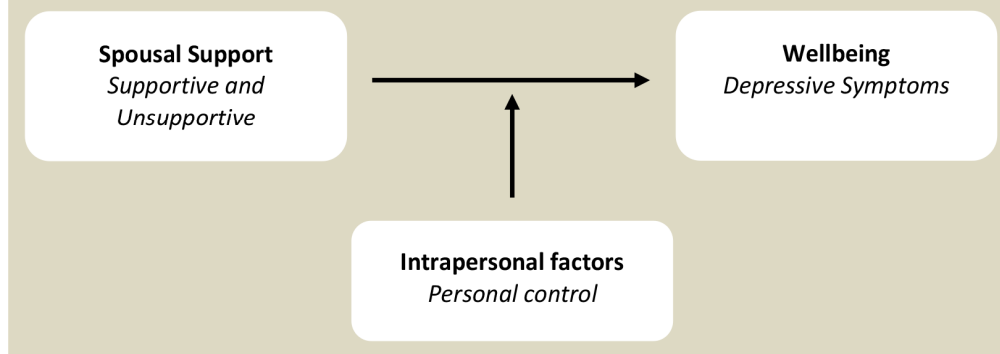 Spousal Support
Supportive and
Unsupportive
Wellbeing
Depressive Symptoms
Intrapersonal factors
Personal control